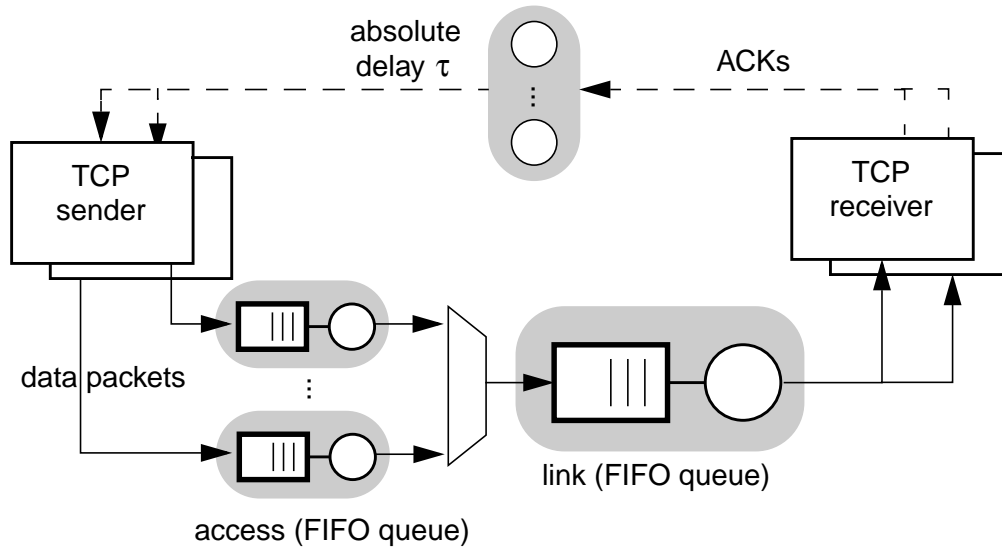 absolute
delay τ
ACKs
TCP
sender
TCP
receiver
data packets
link (FIFO queue)
access (FIFO queue)